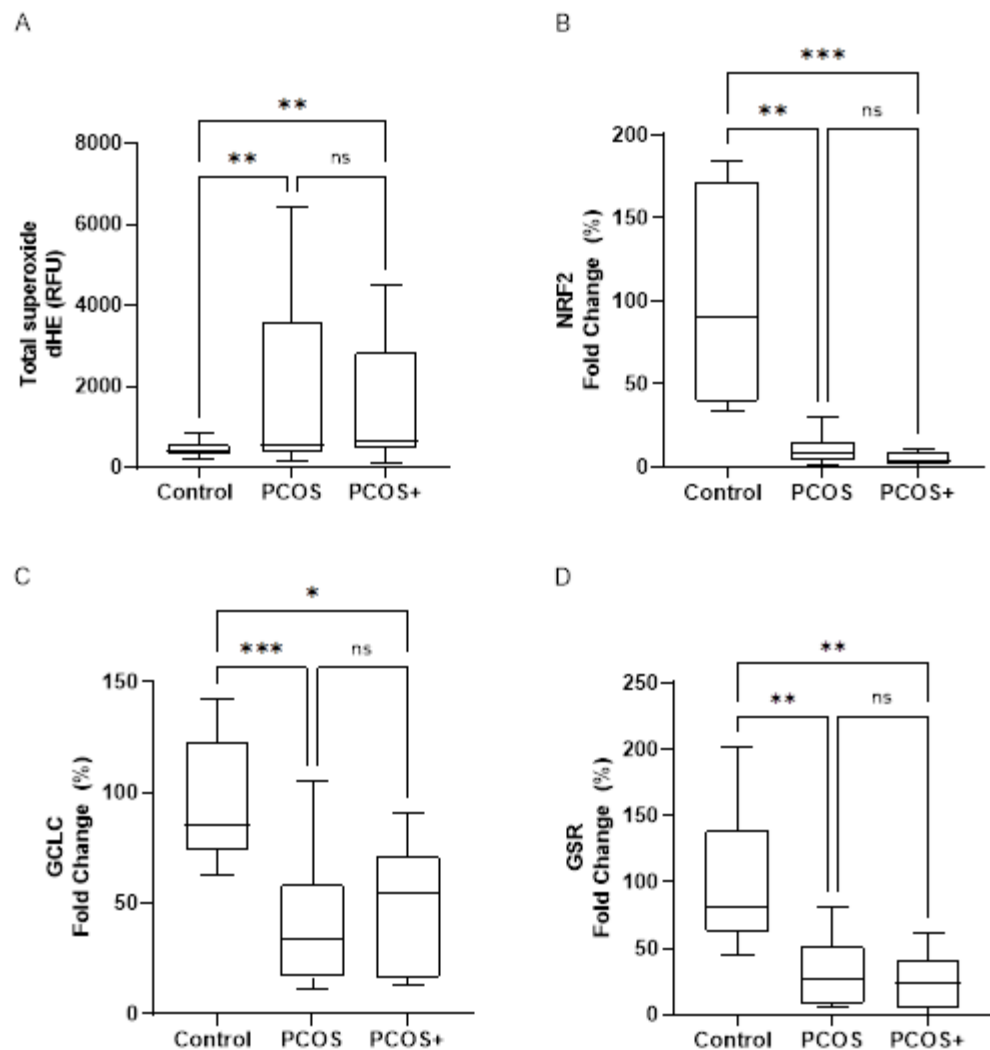 A
**
**
ns
8000
6000
4000
2000
0
Total superoxide
dHE (RFU)
Control PCOS PCOS+
B
***
**
ns
200
150
100
50
0
NRF2
Fold Change (%)
Control PCOS PCOS+
C
*
***
ns
150
100
50
0
GCLC
Fold Change (%)
Control PCOS PCOS+
D
**
**
ns
250
200
150
100
50
0
GSR
Fold Change (%)
Control PCOS PCOS+